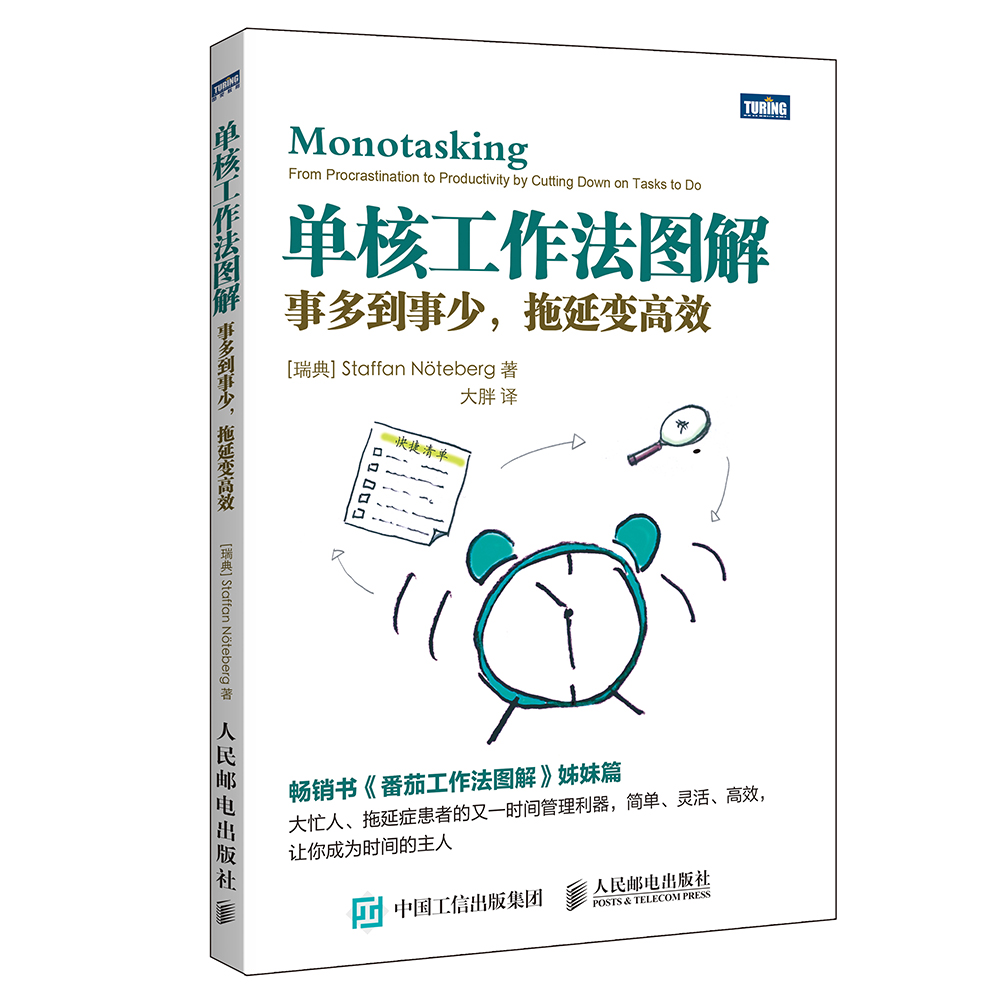 TURING
图灵教育
单核工作法图解
事多到事少，拖延变高效
[瑞典] Staffan Nöteberg 著
人民邮电出版社
TURING
Monotasking
From Procrastination to Productivity by Cutting Down on Tasks to Do
单核工作法图解
事多到事少，拖延变高效
[瑞典] Staffan Nöteberg 著
大胖 译
快捷清单
畅销书《番茄工作法图解》姊妹篇
大忙人、拖延症患者的又一时间管理利器，简单、灵活、高效，
让你成为时间的主人
中国工信出版集团
人民邮电出版社
POSTS & TELECOM PRESS